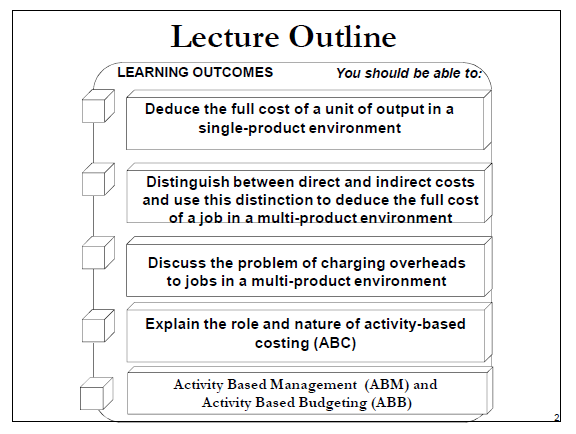 Lecture Outline
LEARNING OUTCOMES You should be able to:
Deduce the full cost of a unit of output in a
single-product environment
Distinguish between direct and indirect costs
and use this distinction to deduce the full cost
of a job in a multi-product environment
Discuss the problem of charging overheads
to jobs in a multi-product environment
Explain the role and nature of activity-based
costing (ABC)
Activity Based Management (ABM) and
Activity Based Budgeting (ABB)
2